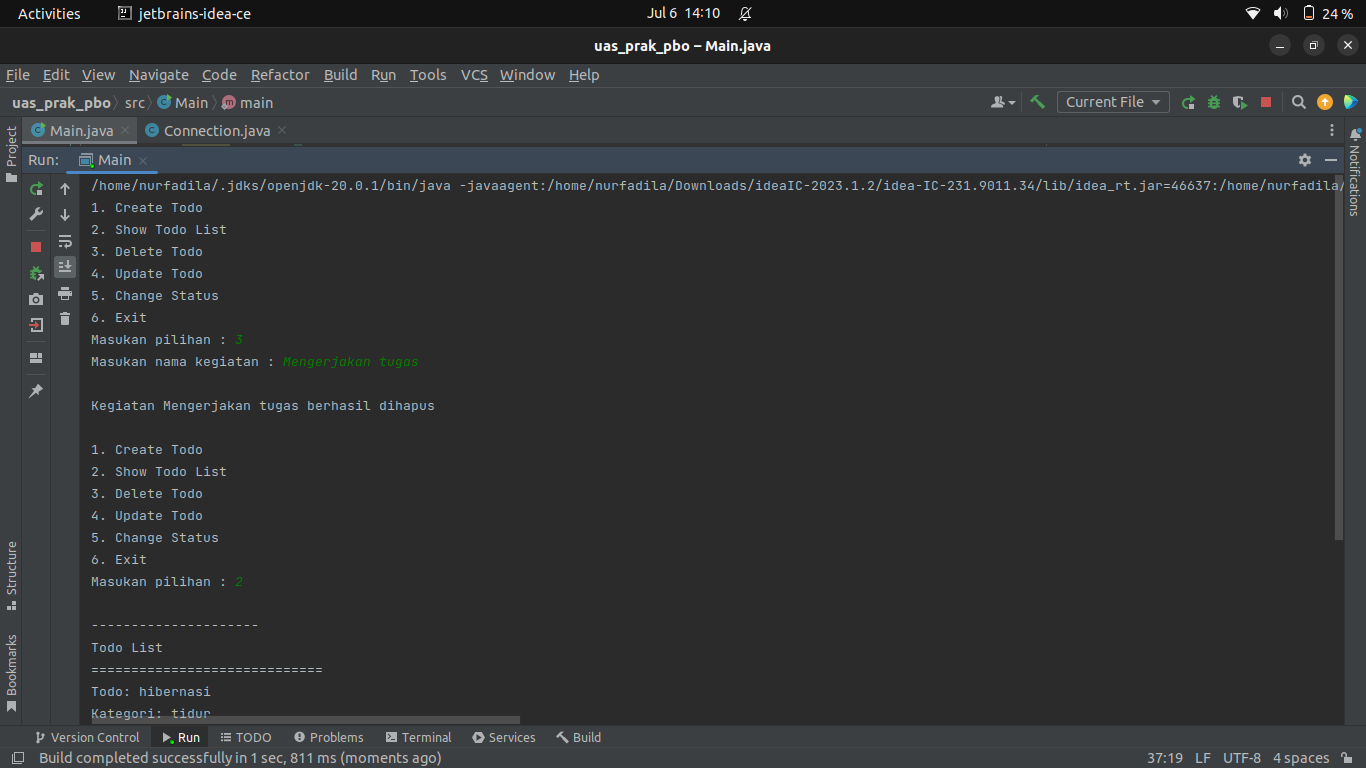 Activities jetbrains-idea-ce Jul 6 14:10 24 %
uas_prak_pbo – Main.java
File Edit View Navigate Code Refactor Build Run Tools VCS Window Help
uas_prak_pbo src Main main Current File
Main.java Connection.java
Project
Run: Main
Notifications
/home/nurfadila/.jdks/openjdk-20.0.1/bin/java -javaagent:/home/nurfadila/Downloads/ideaIC-2023.1.2/idea-IC-231.9011.34/lib/idea_rt.jar=46637:/home/nurfadila/
1. Create Todo
2. Show Todo List
3. Delete Todo
4. Update Todo
5. Change Status
6. Exit
Masukan pilihan : 3
Masukan nama kegiatan : Mengerjakan tugas
Kegiatan Mengerjakan tugas berhasil dihapus
1. Create Todo
2. Show Todo List
3. Delete Todo
4. Update Todo
5. Change Status
6. Exit
Masukan pilihan : 2
---------------------
Todo List
=============================
Todo: hibernasi
Kategori: tidur
Structure
Bookmarks
Version Control Run TODO Problems Terminal Services Build
Build completed successfully in 1 sec, 811 ms (moments ago) 37:19 LF UTF-8 4 spaces